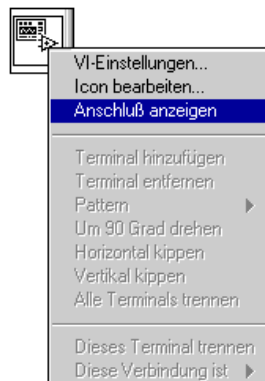 VI-Einstellungen...
Icon bearbeiten...
Anschluß anzeigen
Terminal hinzufügen
Terminal entfernen
Pattern
Um 90 Grad drehen
Horizontal kippen
Vertikal kippen
Alle Terminals trennen
Dieses Terminal trennen
Diese Verbindung ist